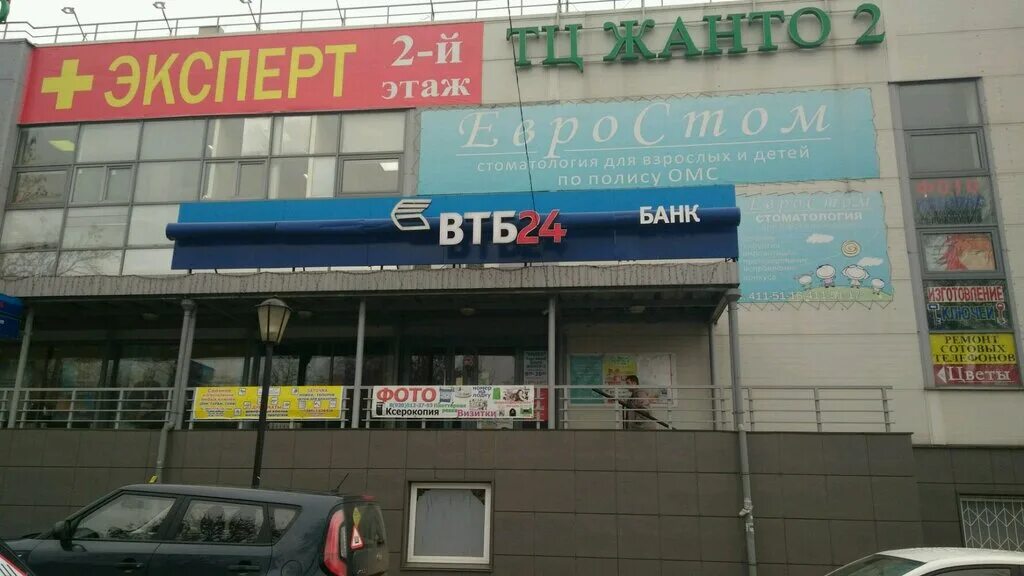 ЭКСПЕРТ
2-й
этаж
ТЦ ЖАНТО 2
ЕвроСтом
стоматология для взрослых и детей
по полису ОМС
ВТБ24
БАНК
ЕвроСтом
стоматология
ФОТО
ИЗГОТОВЛЕНИЕ
КЛЮЧЕЙ
РЕМОНТ
СОТОВЫХ
ТЕЛЕФОНОВ
Цветы
ФОТО
Ксерокопия
Визитки